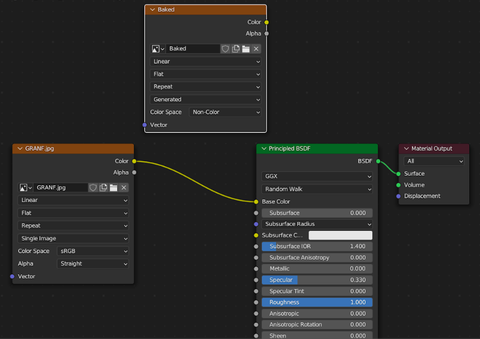 Baked
Color
Alpha
Baked
Linear
Flat
Repeat
Generated
Color Space Non-Color
Vector
GRANF.jpg
Color
Alpha
GRANF.jpg
Linear
Flat
Repeat
Single Image
Color Space sRGB
Alpha Straight
Vector
Principled BSDF
BSDF
GGX
Random Walk
Base Color
Subsurface 0.000
Subsurface Radius
Subsurface C...
Subsurface IOR 1.400
Subsurface Anisotropy 0.000
Metallic 0.000
Specular 0.330
Specular Tint 0.000
Roughness 1.000
Anisotropic 0.000
Anisotropic Rotation 0.000
Sheen 0.000
Material Output
All
Surface
Volume
Displacement